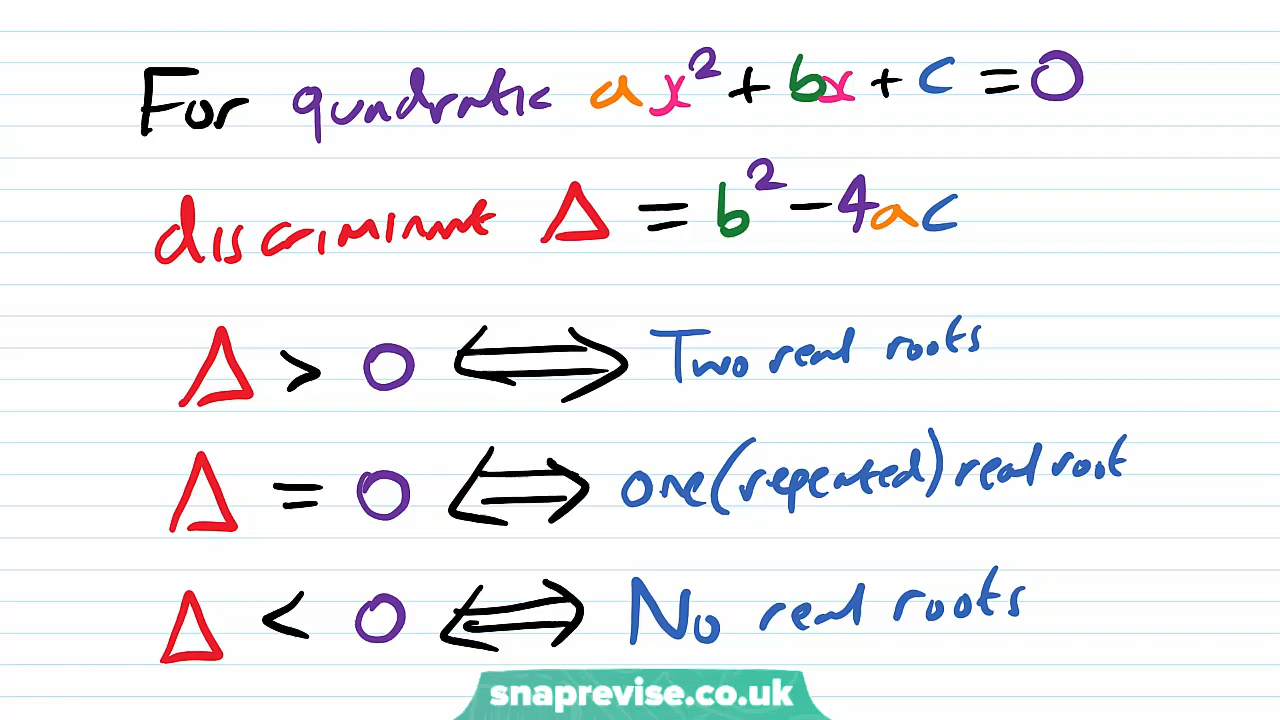 For quadratic ax² + bx + c = 0
discriminant Δ = b² - 4ac
Δ > 0 ⟺ Two real roots
Δ = 0 ⟺ one (repeated) real root
Δ < 0 ⟺ No real roots
snaprevise.co.uk